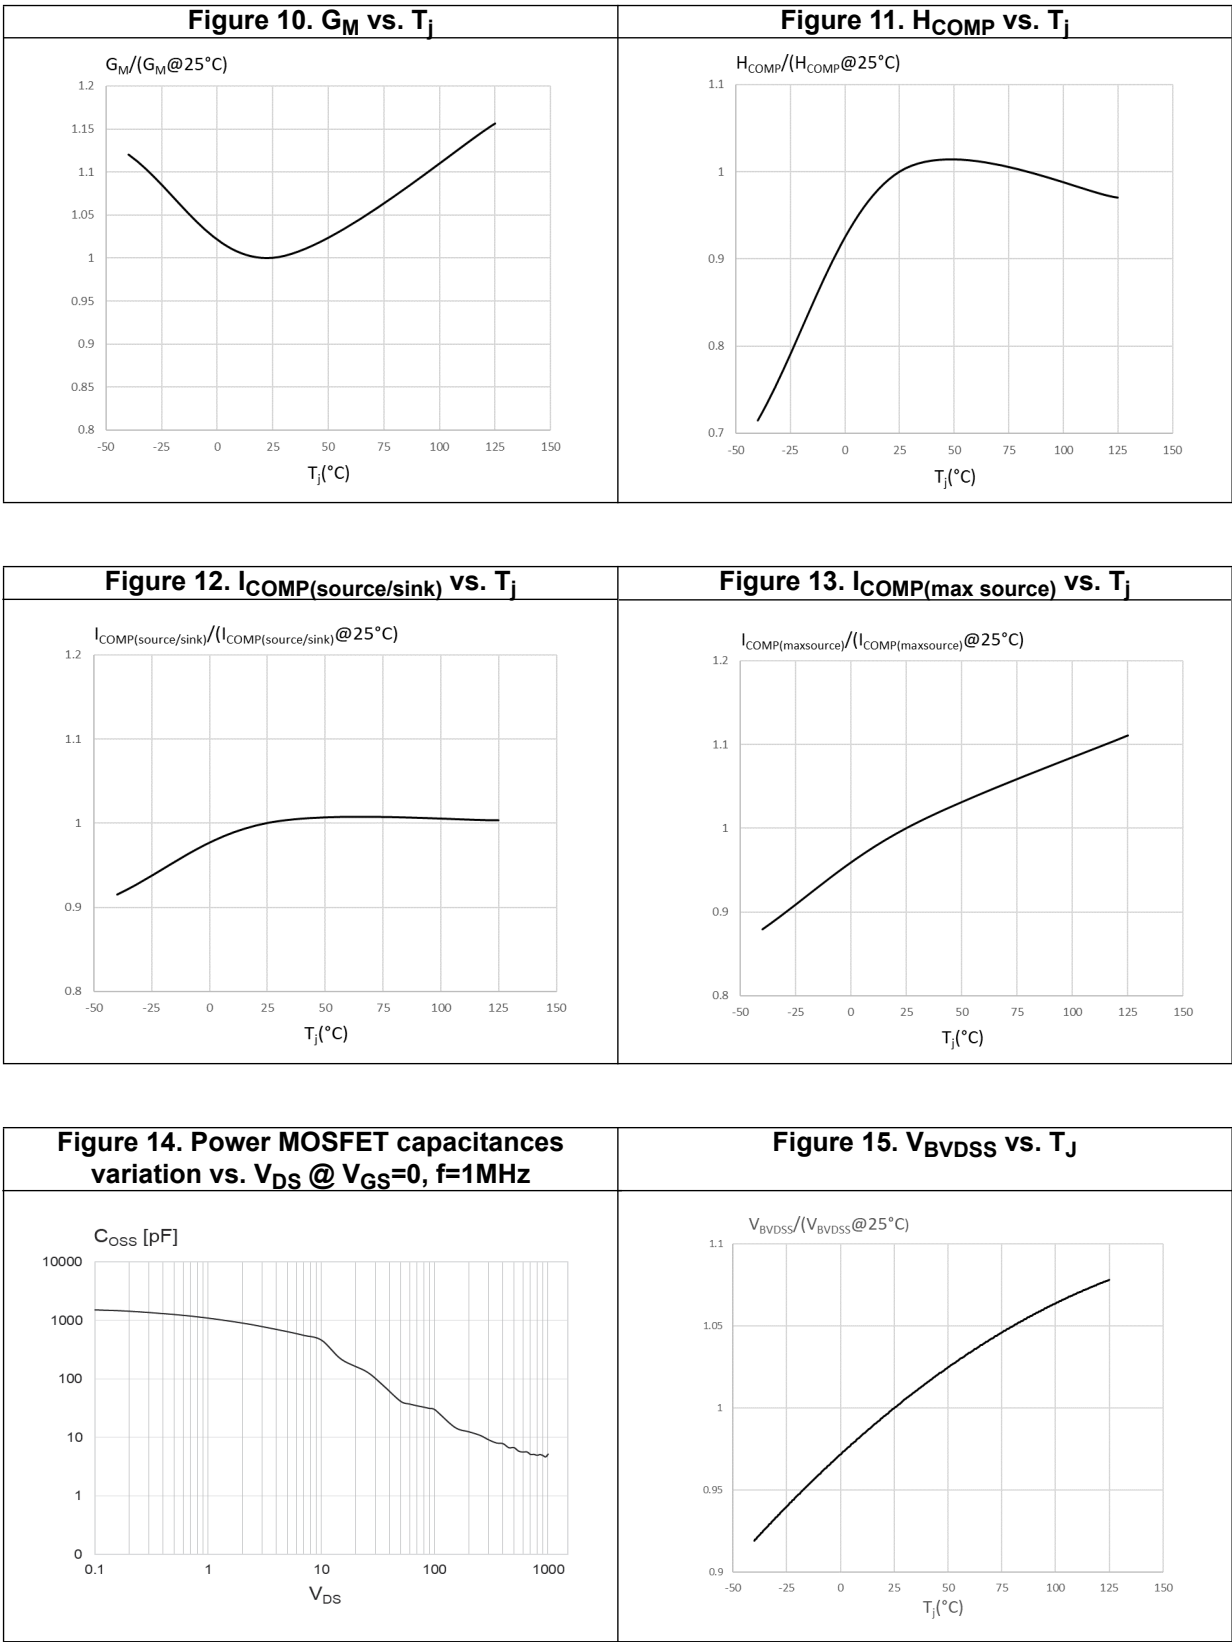 Figure 10. GM vs. Tj
GM/(GM@25°C)
1.2
1.15
1.1
1.05
1
0.95
0.9
0.85
0.8
-50 -25 0 25 50 75 100 125 150
Tj(°C)
Figure 11. HCOMP vs. Tj
HCOMP/(HCOMP@25°C)
1.1
1
0.9
0.8
0.7
-50 -25 0 25 50 75 100 125 150
Tj(°C)
Figure 12. ICOMP(source/sink) vs. Tj
ICOMP(source/sink)/(ICOMP(source/sink)@25°C)
1.2
1.1
1
0.9
0.8
-50 -25 0 25 50 75 100 125 150
Tj(°C)
Figure 13. ICOMP(max source) vs. Tj
ICOMP(maxsource)/(ICOMP(maxsource)@25°C)
1.2
1.1
1
0.9
0.8
-50 -25 0 25 50 75 100 125 150
Tj(°C)
Figure 14. Power MOSFET capacitances
variation vs. VDS @ VGS=0, f=1MHz
COSS [pF]
10000
1000
100
10
1
0
0.1 1 10 100 1000
VDS
Figure 15. VBVDSS vs. TJ
VBVDSS/(VBVDSS@25°C)
1.1
1.05
1
0.95
0.9
-50 -25 0 25 50 75 100 125 150
Tj(°C)